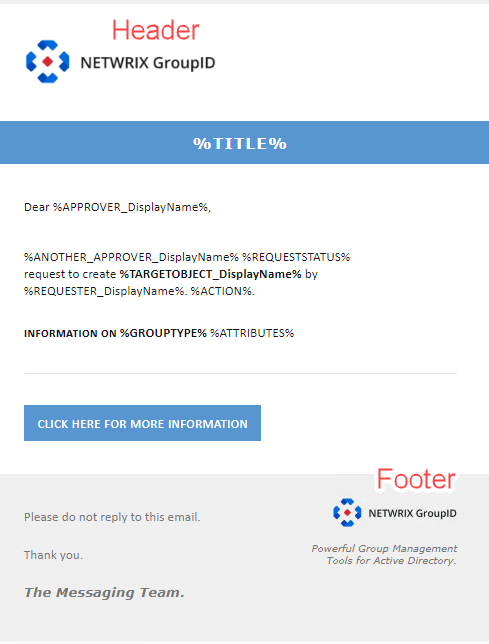 Header
NETWRIX GroupID
%TITLE%
Dear %APPROVER_DisplayName%,
%ANOTHER_APPROVER_DisplayName% %REQUESTSTATUS%
request to create %TARGETOBJECT_DisplayName% by
%REQUESTER_DisplayName%. %ACTION%.
INFORMATION ON %GROUPTYPE% %ATTRIBUTES%
CLICK HERE FOR MORE INFORMATION
Footer
NETWRIX GroupID
Please do not reply to this email.
Powerful Group Management
Tools for Active Directory.
Thank you.
The Messaging Team.